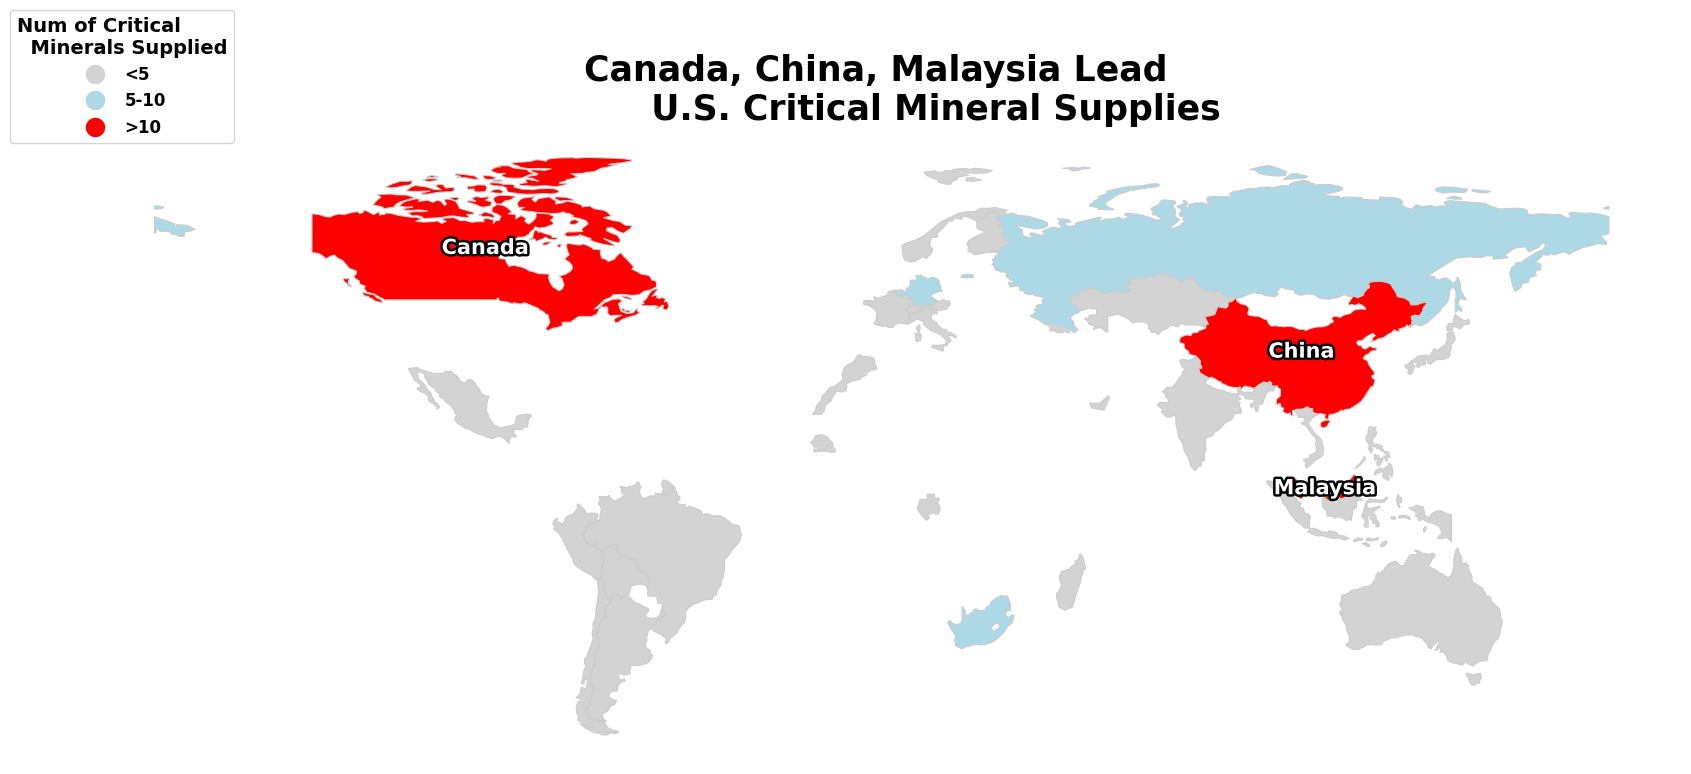 Num of Critical
Minerals Supplied
<5
5-10
>10
Canada, China, Malaysia Lead
U.S. Critical Mineral Supplies
Canada
China
Malaysia